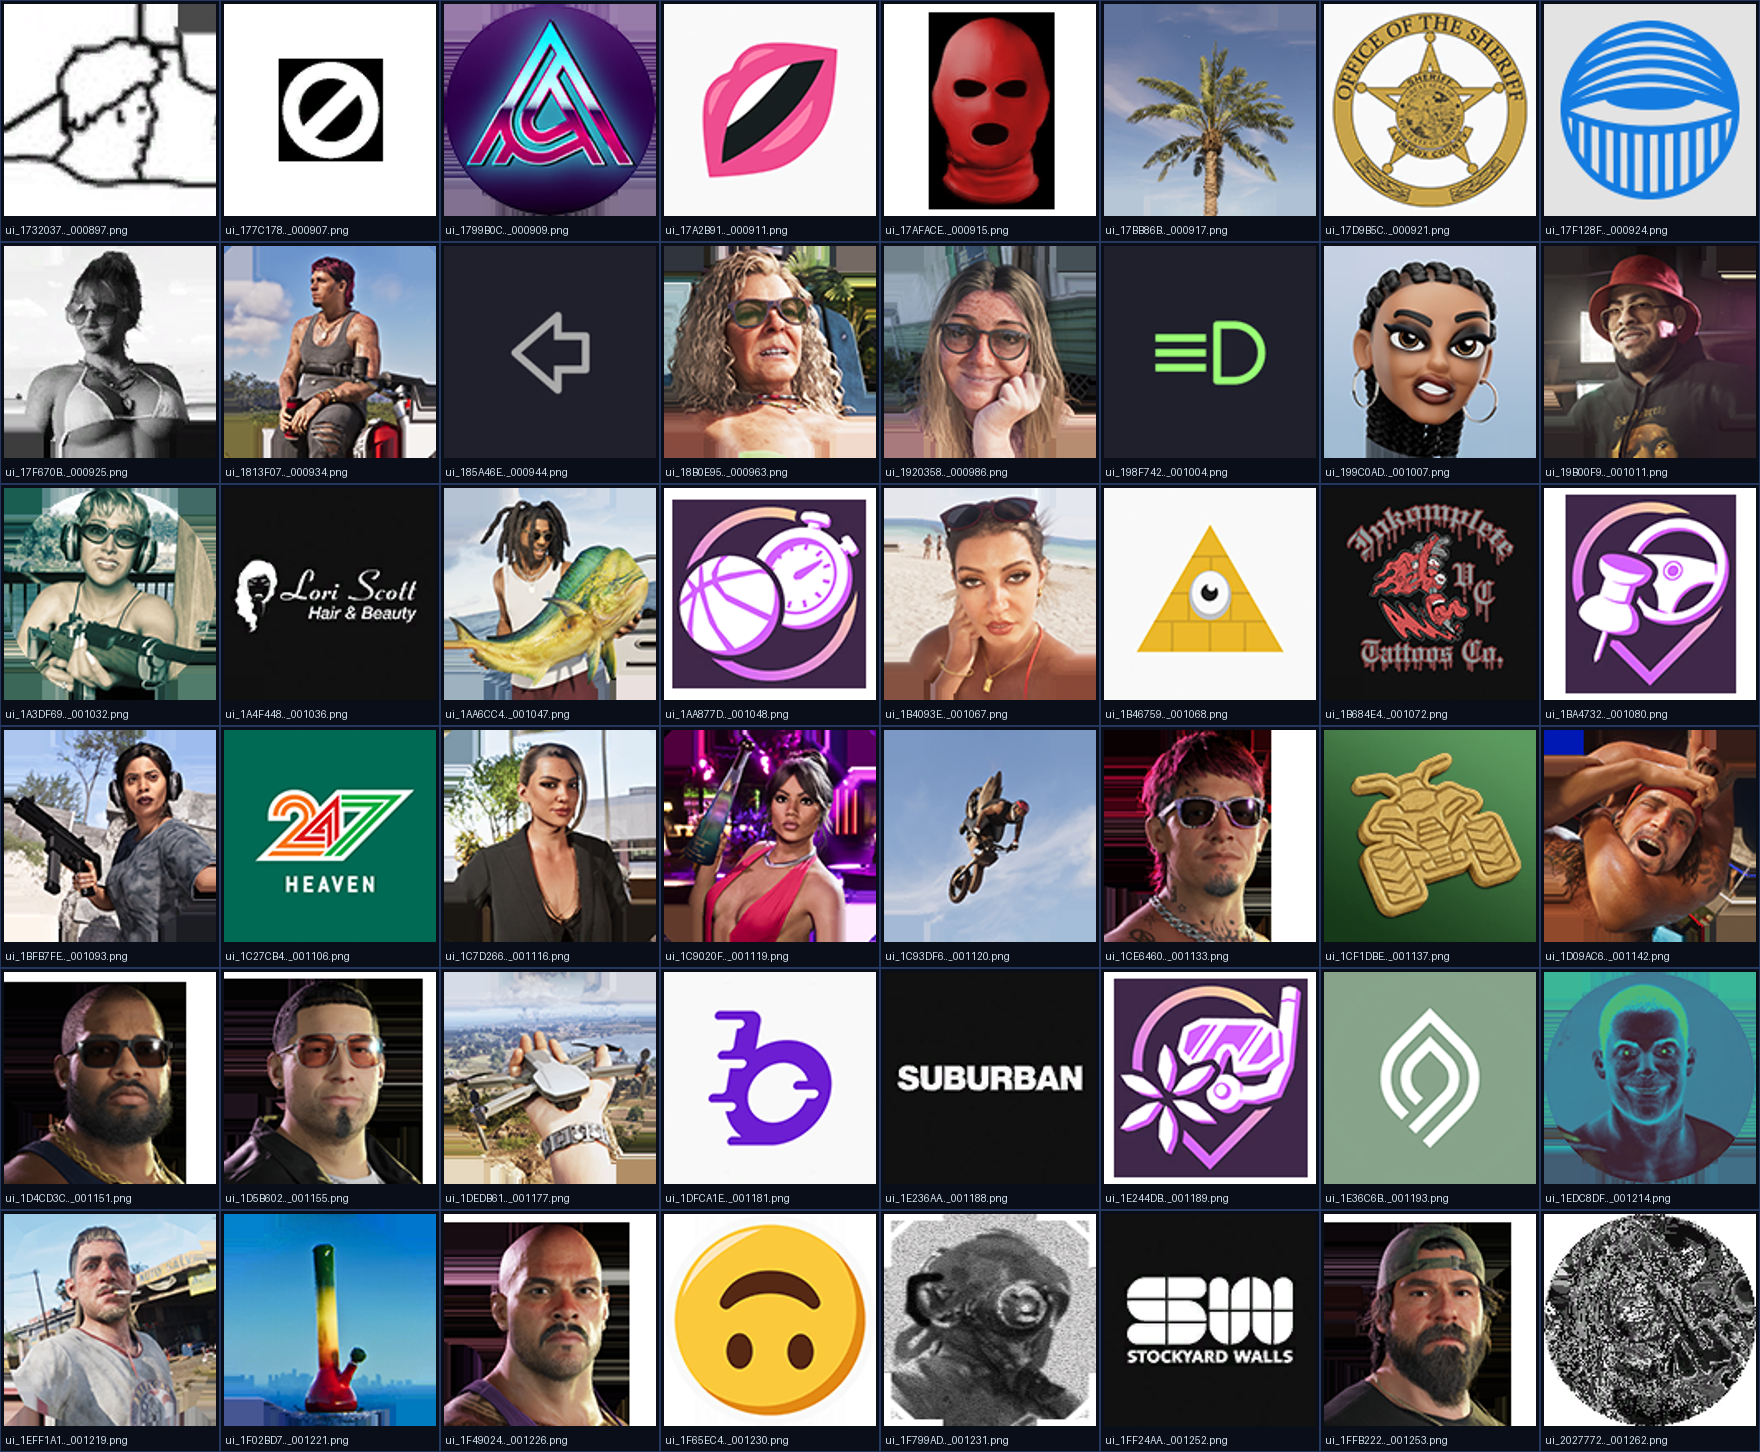 OFFICE OF THE SHERIFF
SHERIFF
ui_1732037.._000897.png
ui_177C178.._000907.png
ui_1799B0C.._000909.png
ui_17A2B91.._000911.png
ui_17AFACE.._000915.png
ui_17BB86B.._000917.png
ui_17D9B5C.._000921.png
ui_17F128F.._000924.png
ui_17F670B.._000925.png
ui_1813F07.._000934.png
ui_185A46E.._000944.png
ui_18B0E95.._000963.png
ui_1920358.._000986.png
ui_198F742.._001004.png
ui_199C0AD.._001007.png
ui_19B00F9.._001011.png
Lori Scott
Hair & Beauty
Inkomplete
Tattoos Co.
ui_1A3DF69.._001032.png
ui_1A4F448.._001036.png
ui_1AA6CC4.._001047.png
ui_1AA877D.._001048.png
ui_1B4093E.._001067.png
ui_1B46759.._001068.png
ui_1B684E4.._001072.png
ui_1BA4732.._001080.png
247
HEAVEN
ui_1BFB7FE.._001093.png
ui_1C27CB4.._001106.png
ui_1C7D266.._001116.png
ui_1C9020F.._001119.png
ui_1C93DF6.._001120.png
ui_1CE6460.._001133.png
ui_1CF1DBE.._001137.png
ui_1D09AC6.._001142.png
SUBURBAN
ui_1D4CD3C.._001151.png
ui_1D5B602.._001155.png
ui_1DEDB61.._001177.png
ui_1DFCA1E.._001181.png
ui_1E236AA.._001188.png
ui_1E244DB.._001189.png
ui_1E36C6B.._001193.png
ui_1EDC8DF.._001214.png
SW
STOCKYARD WALLS
ui_1EFF1A1.._001219.png
ui_1F02BD7.._001221.png
ui_1F49024.._001226.png
ui_1F65EC4.._001230.png
ui_1F799AD.._001231.png
ui_1FF24AA.._001252.png
ui_1FFB222.._001253.png
ui_2027772.._001262.png